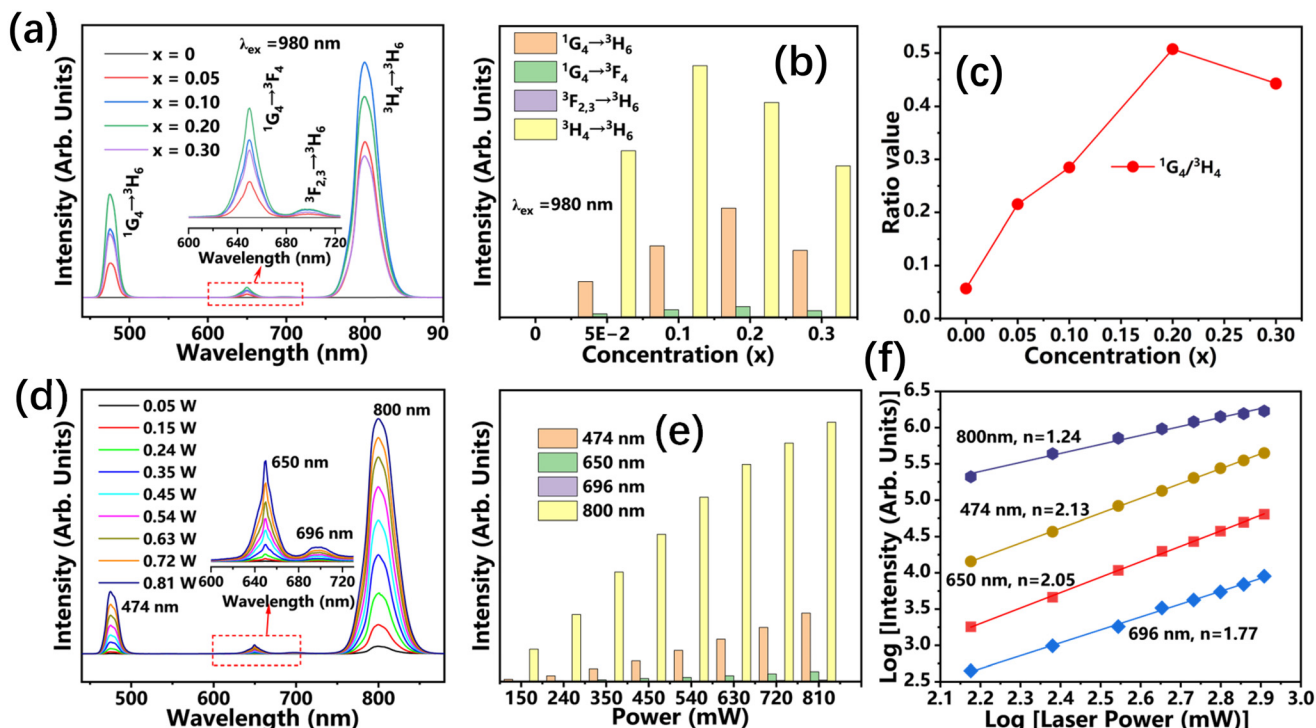 (a)
x = 0
x = 0.05
x = 0.10
x = 0.20
x = 0.30
λex = 980 nm
¹G₄→³H₆
¹G₄→³F₄
³F₂,₃→³H₆
³H₄→³H₆
600 640 680 720
Wavelength (nm)
Intensity (Arb. Units)
500 600 700 800 90
Wavelength (nm)
(b)
¹G₄→³H₆
¹G₄→³F₄
³F₂,₃→³H₆
³H₄→³H₆
λex = 980 nm
Intensity (Arb. Units)
0 5E−2 0.1 0.2 0.3
Concentration (x)
(c)
0.5
0.4
0.3
0.2
0.1
0.0
Ratio value
¹G₄/³H₄
0.00 0.05 0.10 0.15 0.20 0.25 0.30
Concentration (x)
(d)
0.05 W
0.15 W
0.24 W
0.35 W
0.45 W
0.54 W
0.63 W
0.72 W
0.81 W
800 nm
650 nm
696 nm
474 nm
600 640 680 720
Wavelength (nm)
Intensity (Arb. Units)
500 600 700 800
Wavelength (nm)
(e)
474 nm
650 nm
696 nm
800 nm
Intensity (Arb. Units)
150 240 350 450 540 630 720 810
Power (mW)
(f)
6.5
6.0
5.5
5.0
4.5
4.0
3.5
3.0
2.5
Log [Intensity (Arb. Units)]
800nm, n=1.24
474 nm, n=2.13
650 nm, n=2.05
696 nm, n=1.77
2.1 2.2 2.3 2.4 2.5 2.6 2.7 2.8 2.9 3.0
Log [Laser Power (mW)]